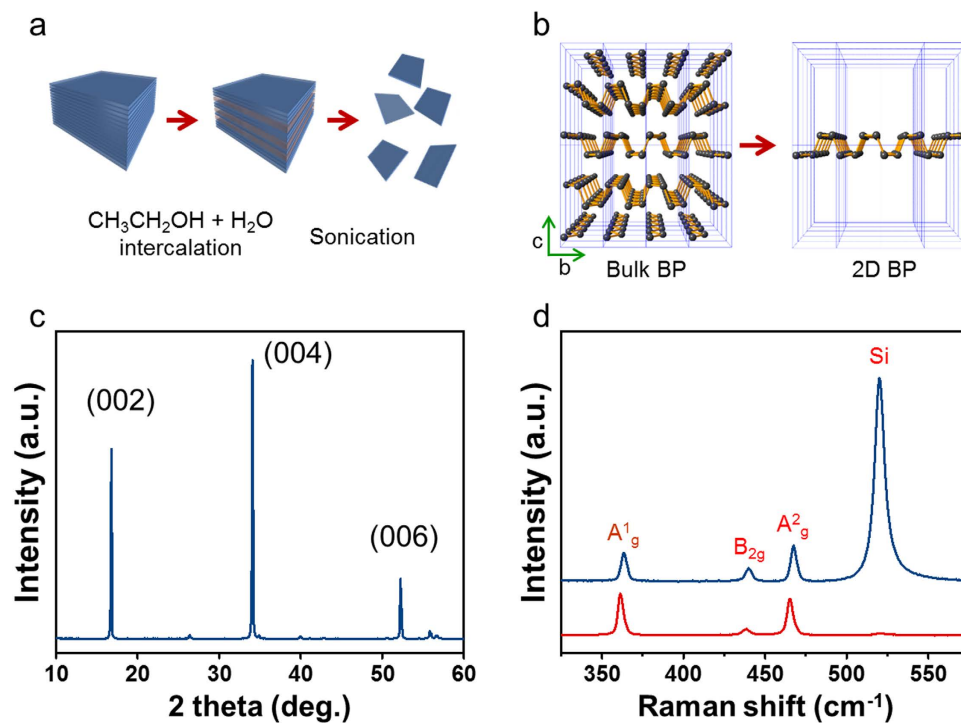 a
CH₃CH₂OH + H₂O
intercalation
Sonication
b
c
b
Bulk BP
2D BP
c
(002)
(004)
(006)
Intensity (a.u.)
10 20 30 40 50 60
2 theta (deg.)
d
Si
A¹g
B₂g
A²g
Intensity (a.u.)
350 400 450 500 550
Raman shift (cm⁻¹)